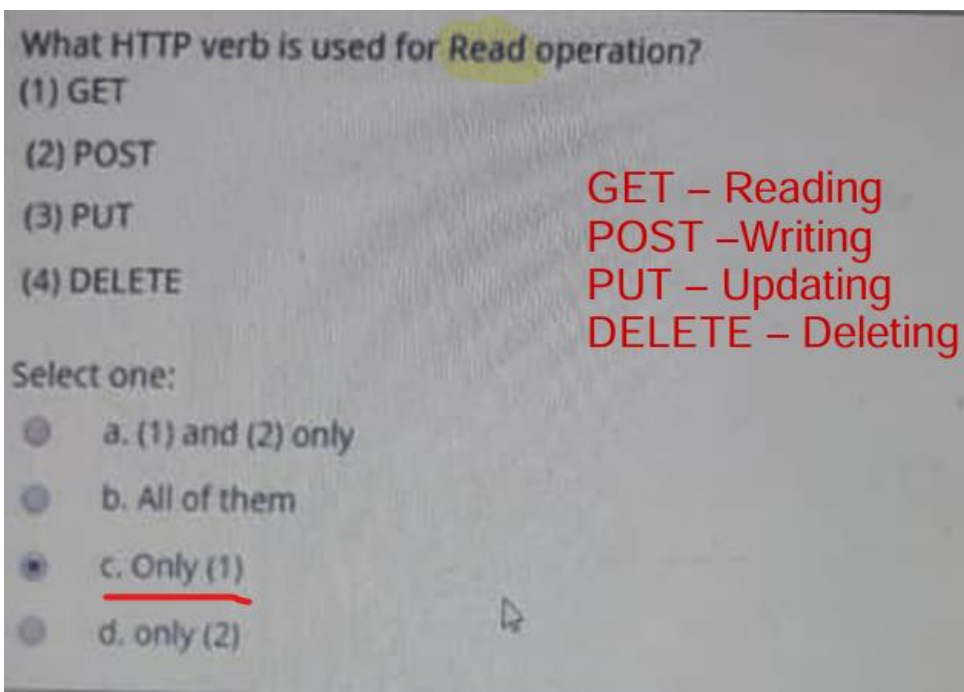 What HTTP verb is used for Read operation?
(1) GET
(2) POST
(3) PUT
(4) DELETE
GET – Reading
POST –Writing
PUT – Updating
DELETE – Deleting
Select one:
a. (1) and (2) only
b. All of them
c. Only (1)
d. only (2)